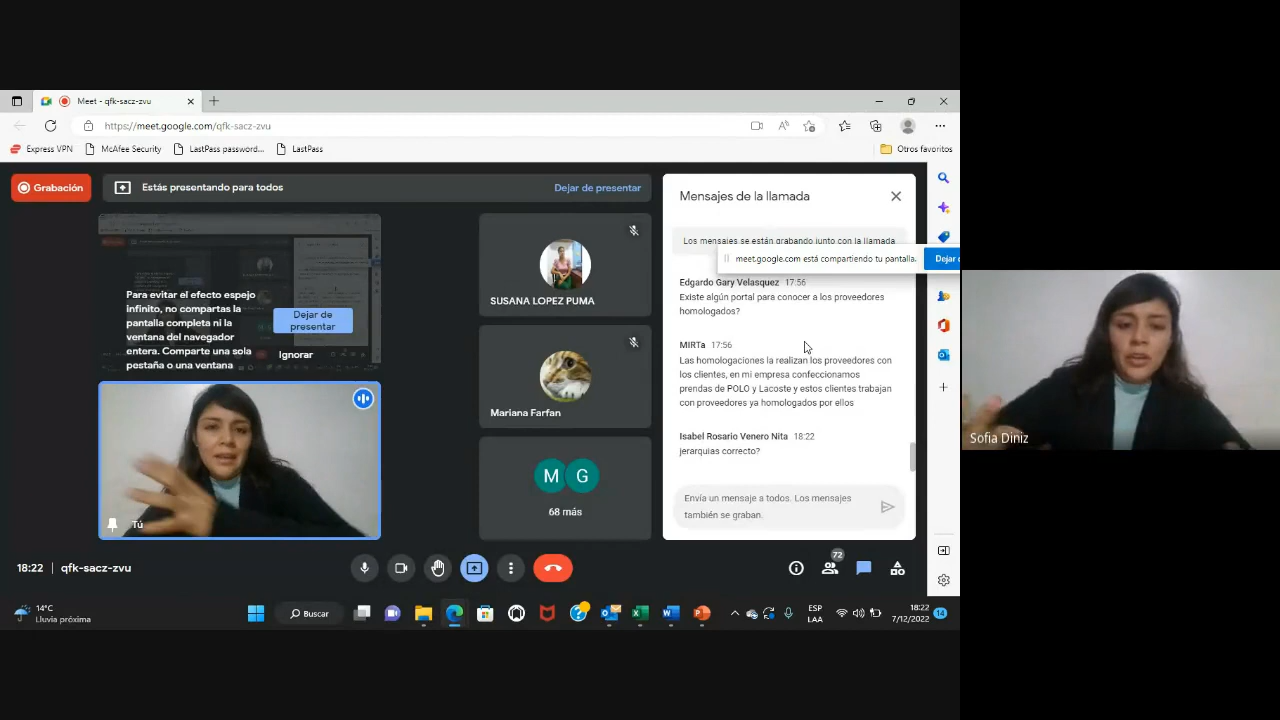 Meet - qfk-sacz-zvu
https://meet.google.com/qfk-sacz-zvu
Express VPN
McAfee Security
LastPass password...
LastPass
Otros favoritos
Grabación
Estás presentando para todos
Dejar de presentar
Mensajes de la llamada
Los mensajes se están grabando junto con la llamada
meet.google.com está compartiendo tu pantalla.
Dejar
Para evitar el efecto espejo
infinito, no compartas la
pantalla completa ni la
ventana del navegador
entera. Comparte una sola
pestaña o una ventana
Dejar de
presentar
Ignorar
SUSANA LOPEZ PUMA
Mariana Farfan
M G
68 más
Tú
Edgardo Gary Velasquez 17:56
Existe algún portal para conocer a los proveedores
homologados?
MIRTa 17:56
Las homologaciones la realizan los proveedores con
los clientes, en mi empresa confeccionamos
prendas de POLO y Lacoste y estos clientes trabajan
con proveedores ya homologados por ellos
Isabel Rosario Venero Nita 18:22
jerarquias correcto?
Envía un mensaje a todos. Los mensajes
también se graban.
Sofia Diniz
18:22 | qfk-sacz-zvu
72
14°C
Lluvia próxima
Buscar
ESP
LAA
18:22
7/12/2022
14